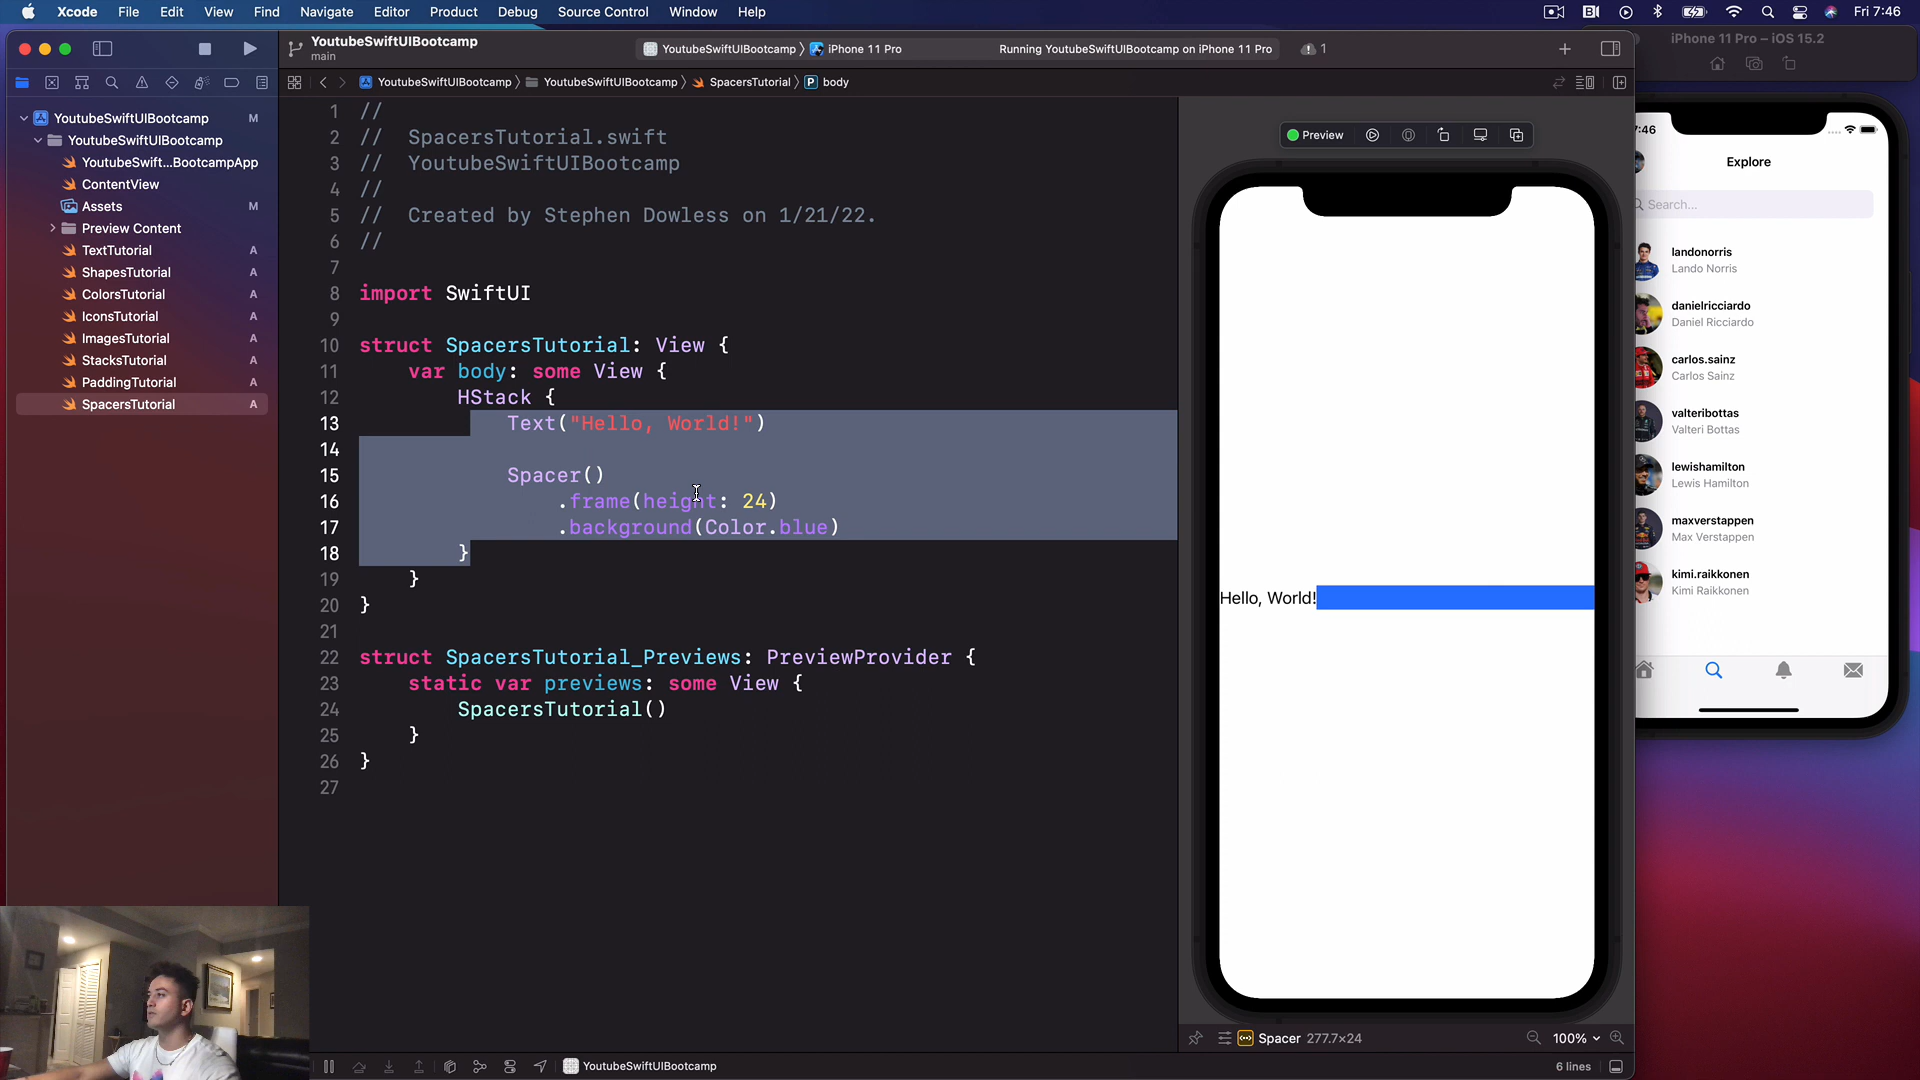 Xcode File Edit View Find Navigate Editor Product Debug Source Control Window Help
Fri 7:46
YoutubeSwiftUIBootcamp
main
YoutubeSwiftUIBootcamp
iPhone 11 Pro
Running YoutubeSwiftUIBootcamp on iPhone 11 Pro
1
YoutubeSwiftUIBootcamp
YoutubeSwiftUIBootcamp
SpacersTutorial
P body
YoutubeSwiftUIBootcamp M
YoutubeSwiftUIBootcamp
YoutubeSwift...BootcampApp
ContentView
Assets M
Preview Content
TextTutorial A
ShapesTutorial A
ColorsTutorial A
IconsTutorial A
ImagesTutorial A
StacksTutorial A
PaddingTutorial A
SpacersTutorial A
1 //
2 // SpacersTutorial.swift
3 // YoutubeSwiftUIBootcamp
4 //
5 // Created by Stephen Dowless on 1/21/22.
6 //
7
8 import SwiftUI
9
10 struct SpacersTutorial: View {
11 var body: some View {
12 HStack {
13 Text("Hello, World!")
14
15 Spacer()
16 .frame(height: 24)
17 .background(Color.blue)
18 }
19 }
20 }
21
22 struct SpacersTutorial_Previews: PreviewProvider {
23 static var previews: some View {
24 SpacersTutorial()
25 }
26 }
27
Preview
Hello, World!
Spacer 277.7×24
100%
YoutubeSwiftUIBootcamp
6 lines
iPhone 11 Pro – iOS 15.2
:46
Explore
Search...
landonorris
Lando Norris
danielricciardo
Daniel Ricciardo
carlos.sainz
Carlos Sainz
valteribottas
Valteri Bottas
lewishamilton
Lewis Hamilton
maxverstappen
Max Verstappen
kimi.raikkonen
Kimi Raikkonen